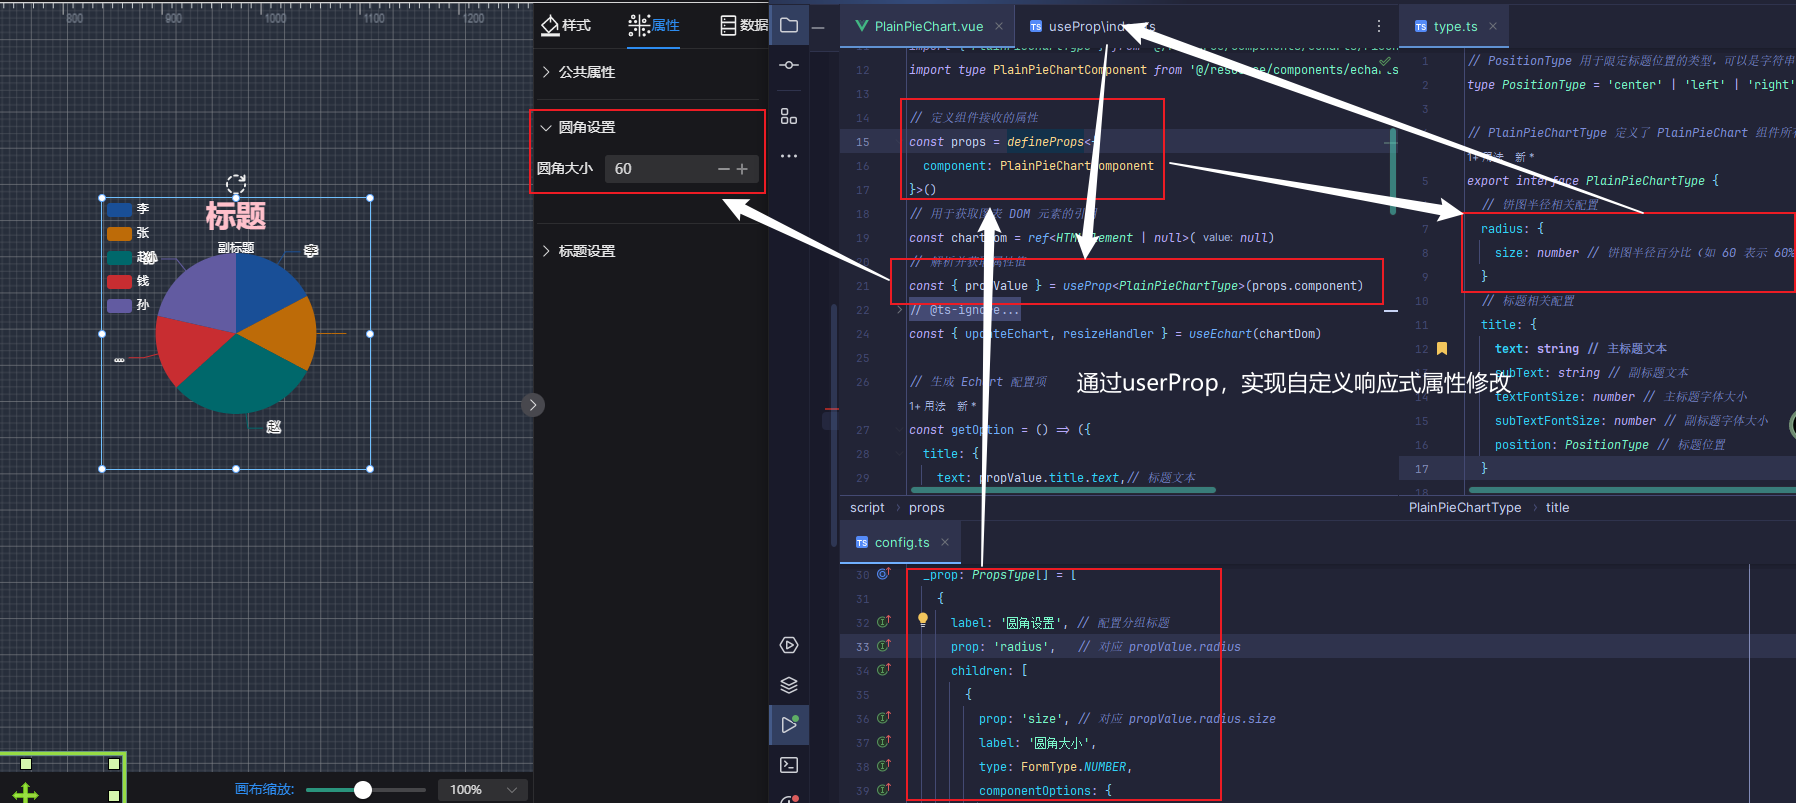 800
900
1000
1100
1200
样式
属性
数据
公共属性
圆角设置
圆角大小
60
标题设置
标题
副标题
李
张
钱
孙
赵
画布缩放:
100%
PlainPieChart.vue
useProp\index.ts
type.ts
12
import type PlainPieChartComponent from '@/resource/components/echarts
13
14
// 定义组件接收的属性
15
const props = defineProps<{
16
component: PlainPieChartComponent
17
}>()
18
// 用于获取图表 DOM 元素的引用
19
const chartDom = ref<HTMLElement | null>( value: null)
20
// 解析并获取属性值
21
const { propValue } = useProp<PlainPieChartType>(props.component)
22
// @ts-ignore...
24
const { updateEchart, resizeHandler } = useEchart(chartDom)
25
26
// 生成 Echart 配置项
1+ 用法 新 *
27
const getOption = () => ({
28
title: {
29
text: propValue.title.text,// 标题文本
通过userProp，实现自定义响应式属性修改
script › props
1
// PositionType 用于限定标题位置的类型，可以是字符串
2
type PositionType = 'center' | 'left' | 'right'
3
// PlainPieChartType 定义了 PlainPieChart 组件所有
1+ 用法 新 *
5
export interface PlainPieChartType {
// 饼图半径相关配置
7
radius: {
8
size: number // 饼图半径百分比（如 60 表示 60%
9
}
10
// 标题相关配置
11
title: {
12
text: string // 主标题文本
subText: string // 副标题文本
14
textFontSize: number // 主标题字体大小
15
subTextFontSize: number // 副标题字体大小
16
position: PositionType // 标题位置
17
}
18
PlainPieChartType › title
config.ts
30
_prop: PropsType[] = [
31
{
32
label: '圆角设置', // 配置分组标题
33
prop: 'radius', // 对应 propValue.radius
34
children: [
35
{
36
prop: 'size', // 对应 propValue.radius.size
37
label: '圆角大小',
38
type: FormType.NUMBER,
39
componentOptions: {